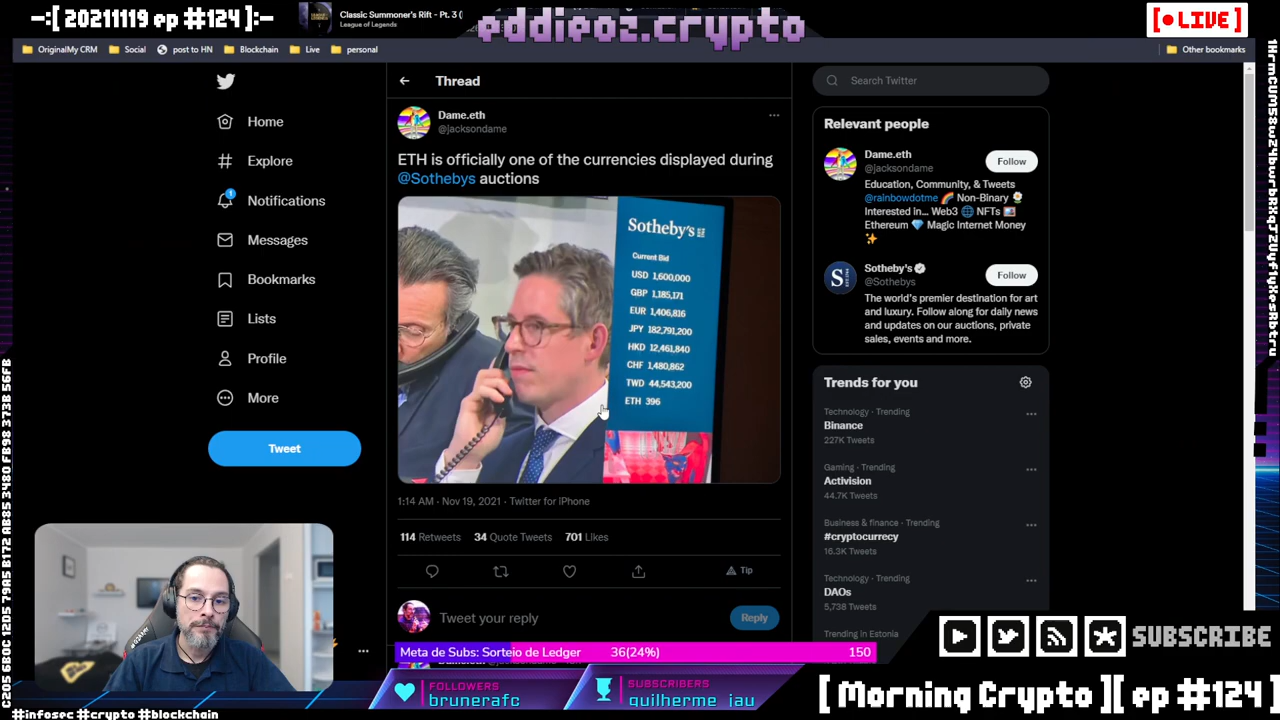 -:[ 20211119 ep #124 ]:-
Classic Summoner's Rift - Pt. 3 (
League of Legends
eddieoz.crypto
[● LIVE ]
OriginalMy CRM
Social
post to HN
Blockchain
Live
personal
Other bookmarks
Thread
Search Twitter
Home
Explore
Notifications
1
Messages
Bookmarks
Lists
Profile
More
Tweet
Dame.eth
@jacksondame
ETH is officially one of the currencies displayed during
@Sothebys auctions
Sotheby's
Current Bid
USD 1,600,000
GBP 1,185,171
EUR 1,406,816
JPY 182,791,200
HKD 12,461,840
CHF 1,480,862
TWD 44,543,200
ETH 396
1:14 AM · Nov 19, 2021 · Twitter for iPhone
114 Retweets 34 Quote Tweets 701 Likes
Tip
Tweet your reply
Reply
Relevant people
Dame.eth
@jacksondame
Follow
Education, Community, & Tweets
@rainbowdotme 🌈 Non-Binary
Interested in... Web3 🌐 NFTs
Ethereum 💎 Magic Internet Money
✨
Sotheby's
@Sothebys
Follow
The world's premier destination for art
and luxury. Follow along for daily news
and updates on our auctions, private
sales, events and more.
Trends for you
Technology · Trending
Binance
227K Tweets
Gaming · Trending
Activision
44.7K Tweets
Business & finance · Trending
#cryptocurrecy
16.3K Tweets
Technology · Trending
DAOs
5,738 Tweets
Trending in Estonia
Meta de Subs: Sorteio de Ledger 36(24%) 150
FOLLOWERS
brunerafc
SUBSCRIBERS
guilherme_jau
SUBSCRIBE
[ Morning Crypto ][ ep #124 ]
#infosec #crypto #blockchain